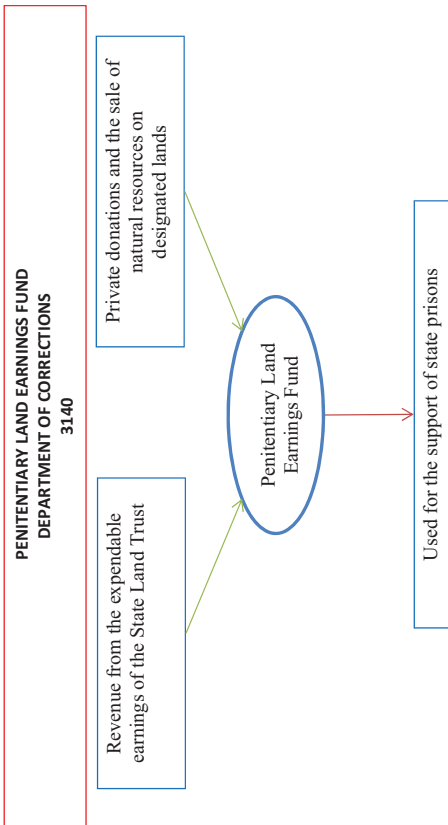 PENITENTIARY LAND EARNINGS FUND
DEPARTMENT OF CORRECTIONS
3140
Revenue from the expendable
earnings of the State Land Trust
Private donations and the sale of
natural resources on
designated lands
Penitentiary Land
Earnings Fund
Used for the support of state prisons